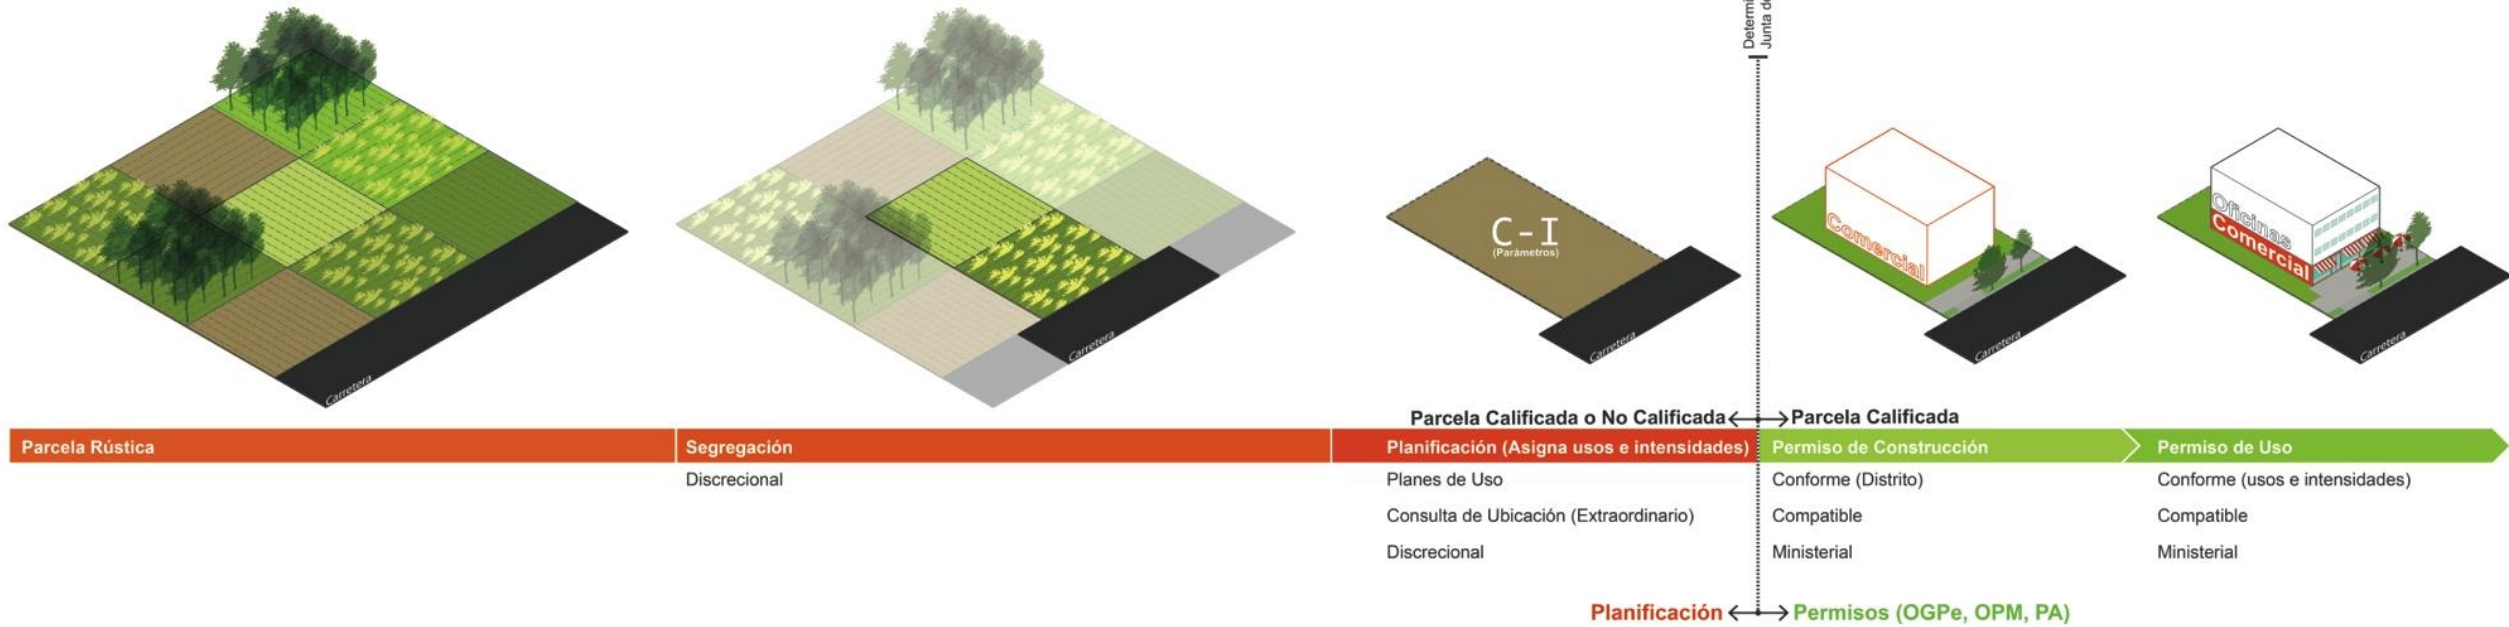 Junta de
Carretera
Carretera
C-I
(Parámetros)
Carretera
Comercial
Carretera
Oficinas
Comercial
Carretera
Parcela Calificada o No Calificada
Parcela Calificada
Parcela Rústica
Segregación
Planificación (Asigna usos e intensidades)
Permiso de Construcción
Permiso de Uso
Discrecional
Planes de Uso
Conforme (Distrito)
Conforme (usos e intensidades)
Consulta de Ubicación (Extraordinario)
Compatible
Compatible
Discrecional
Ministerial
Ministerial
Planificación
Permisos (OGPe, OPM, PA)